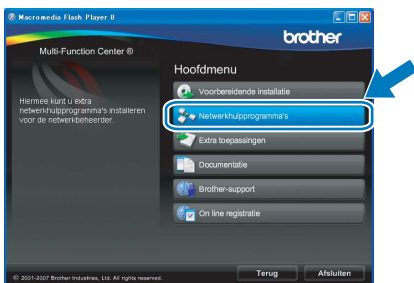 Macromedia Flash Player 8
brother
Multi-Function Center ®
Hoofdmenu
Voorbereidende installatie
Hiermee kunt u extra
netwerkhulpprogramma's installeren
voor de netwerkbeheerder.
Netwerkhulpprogramma's
Extra toepassingen
Documentatie
Brother-support
On line registratie
© 2001-2007 Brother Industries, Ltd. All rights reserved.
Terug
Afsluiten